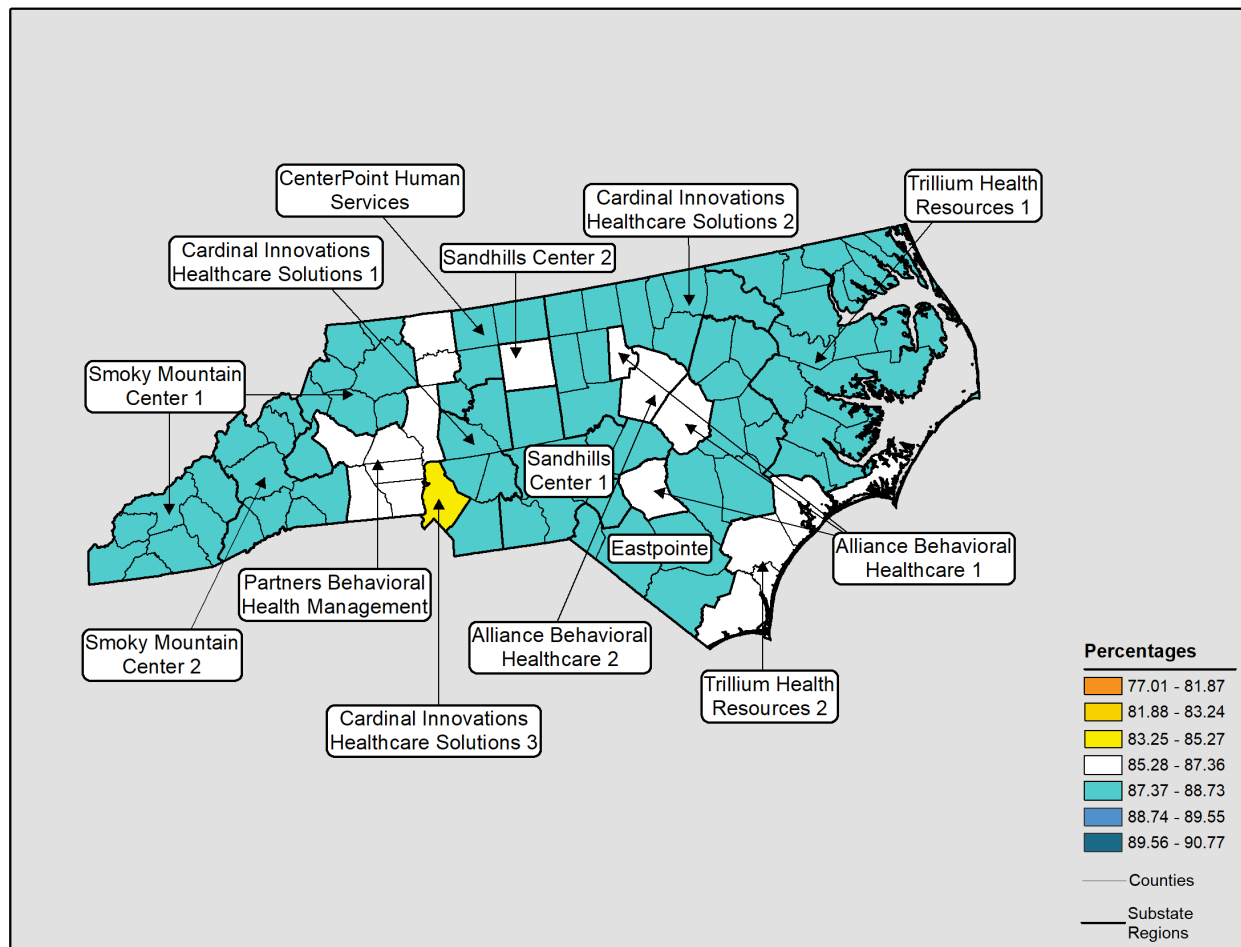 CenterPoint Human
Services
Cardinal Innovations
Healthcare Solutions 2
Trillium Health
Resources 1
Cardinal Innovations
Healthcare Solutions 1
Sandhills Center 2
Smoky Mountain
Center 1
Sandhills
Center 1
Eastpointe
Alliance Behavioral
Healthcare 1
Partners Behavioral
Health Management
Smoky Mountain
Center 2
Alliance Behavioral
Healthcare 2
Trillium Health
Resources 2
Cardinal Innovations
Healthcare Solutions 3
Percentages
77.01 - 81.87
81.88 - 83.24
83.25 - 85.27
85.28 - 87.36
87.37 - 88.73
88.74 - 89.55
89.56 - 90.77
Counties
Substate
Regions